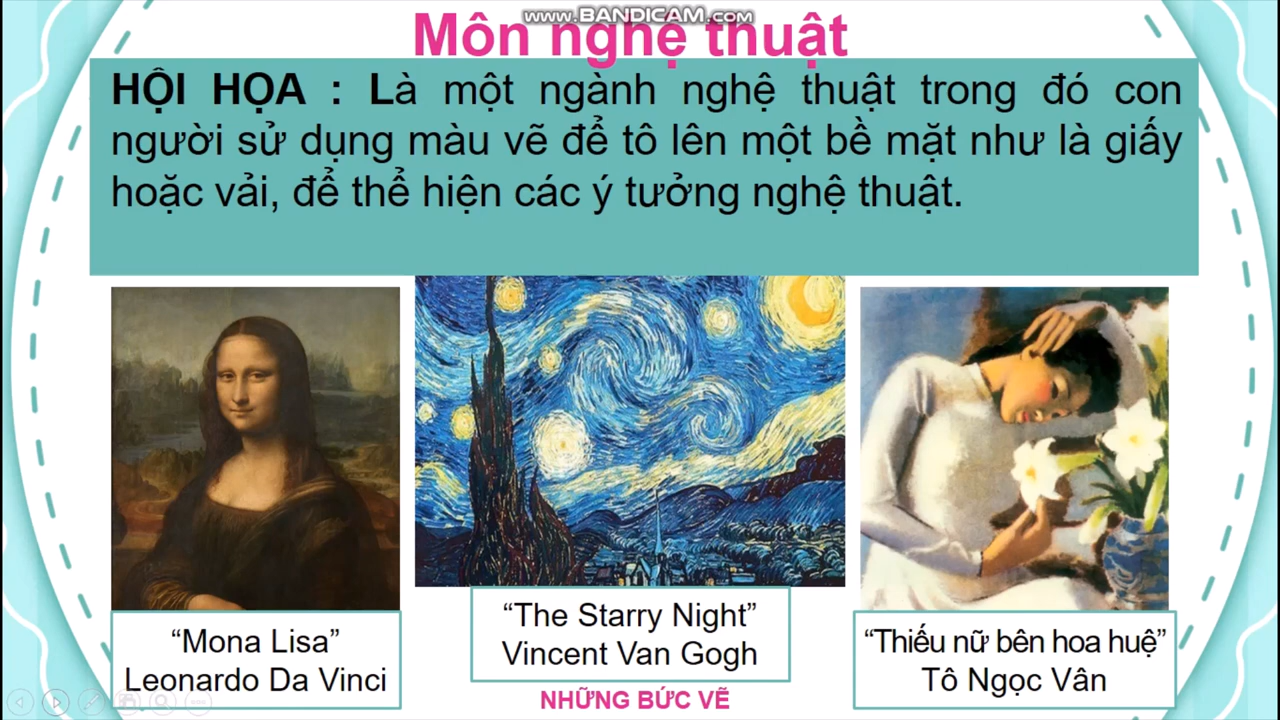 www.BANDICAM.com
Môn nghệ thuật
HỘI HỌA : Là một ngành nghệ thuật trong đó con
người sử dụng màu vẽ để tô lên một bề mặt như là giấy
hoặc vải, để thể hiện các ý tưởng nghệ thuật.
“Mona Lisa”
Leonardo Da Vinci
“The Starry Night”
Vincent Van Gogh
“Thiếu nữ bên hoa huệ”
Tô Ngọc Vân
NHỮNG BỨC VẼ